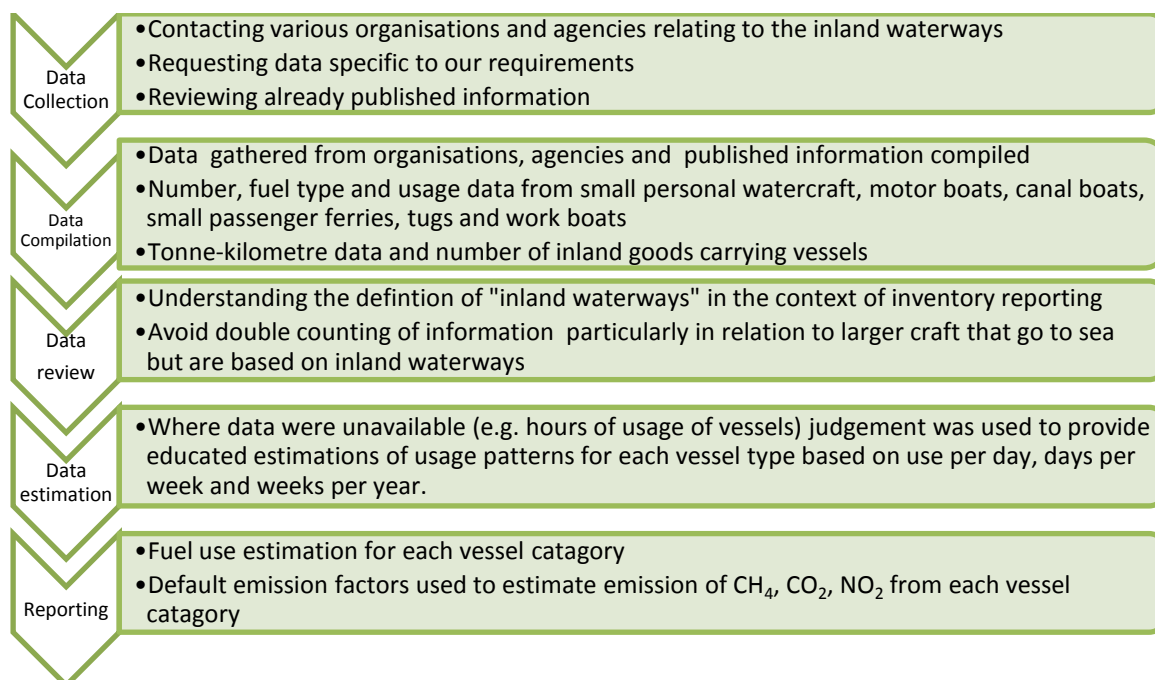 Data
Collection
•Contacting various organisations and agencies relating to the inland waterways
•Requesting data specific to our requirements
•Reviewing already published information
Data
Compilation
•Data gathered from organisations, agencies and published information compiled
•Number, fuel type and usage data from small personal watercraft, motor boats, canal boats,
small passenger ferries, tugs and work boats
•Tonne-kilometre data and number of inland goods carrying vessels
Data
review
•Understanding the defintion of "inland waterways" in the context of inventory reporting
•Avoid double counting of information particularly in relation to larger craft that go to sea
but are based on inland waterways
Data
estimation
•Where data were unavailable (e.g. hours of usage of vessels) judgement was used to provide
educated estimations of usage patterns for each vessel type based on use per day, days per
week and weeks per year.
Reporting
•Fuel use estimation for each vessel catagory
•Default emission factors used to estimate emission of CH₄, CO₂, NO₂ from each vessel
catagory